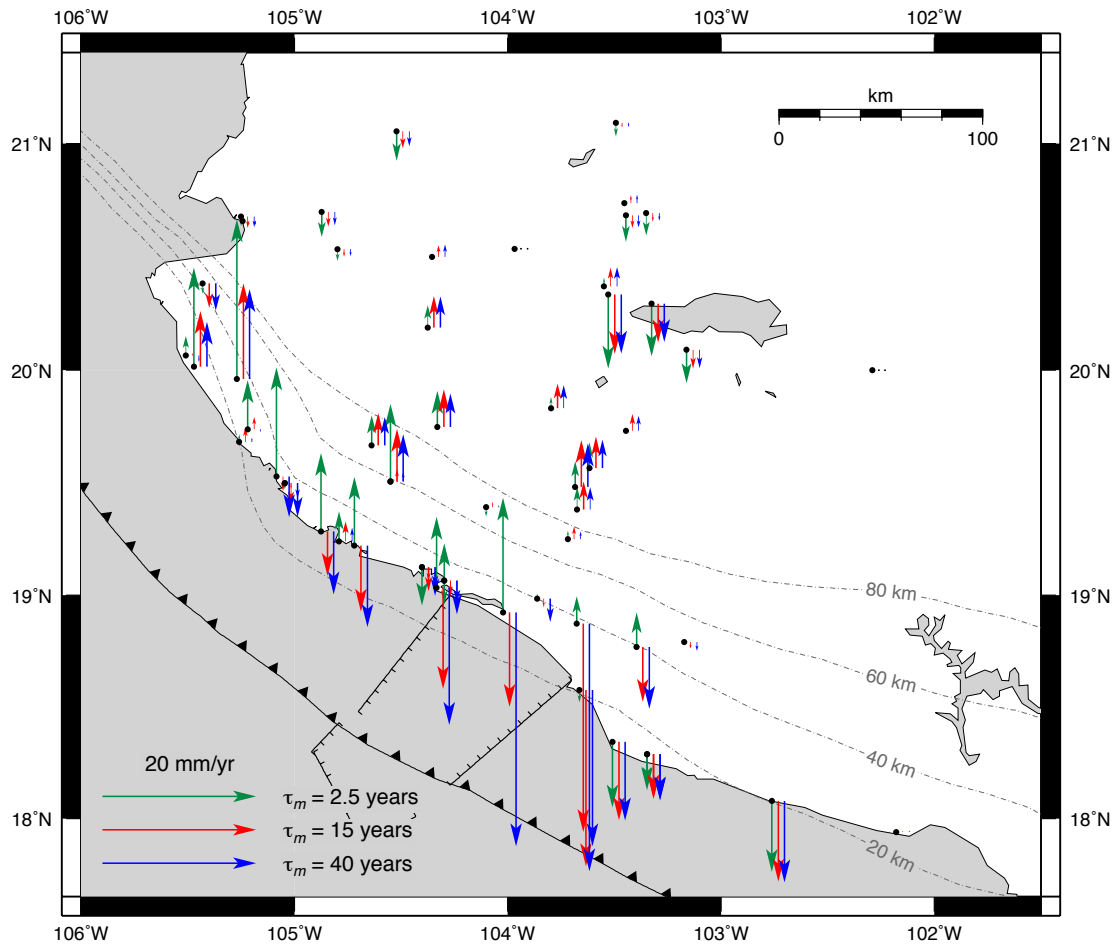 106˚W 105˚W 104˚W 103˚W 102˚W
km
0 100
21˚N 21˚N
20˚N 20˚N
80 km
19˚N 19˚N
60 km
40 km
20 mm/yr
τm = 2.5 years
18˚N 18˚N
τm = 15 years
20 km
τm = 40 years
106˚W 105˚W 104˚W 103˚W 102˚W